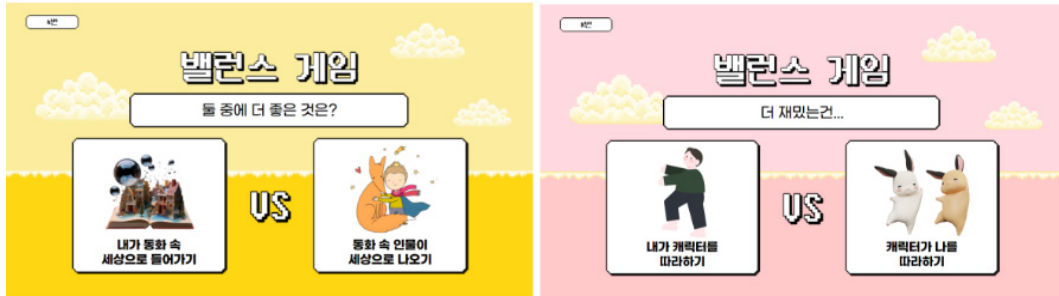 밸런스 게임
둘 중에 더 좋은 것은?
내가 동화 속
세상으로 들어가기
VS
동화 속 인물이
세상으로 나오기
밸런스 게임
더 재밌는건...
내가 캐릭터를
따라하기
VS
캐릭터가 나를
따라하기